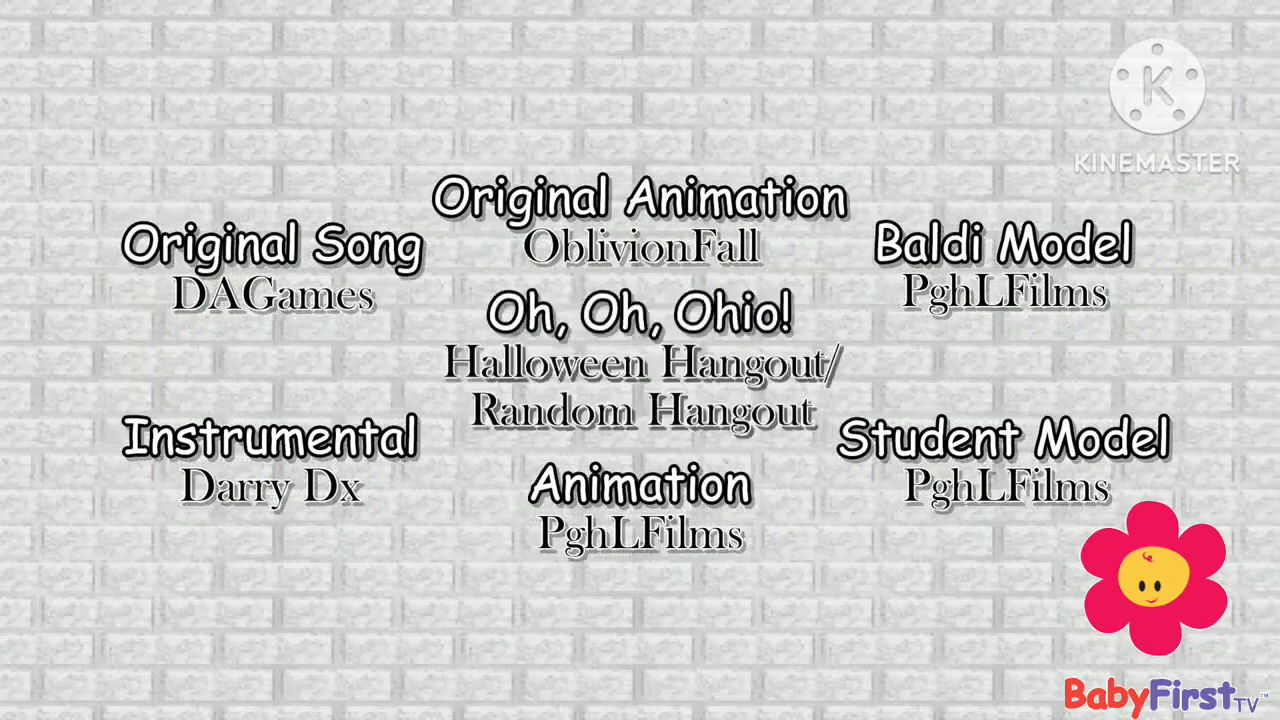 K
KINEMASTER
Original Animation
OblivionFall
Original Song
DAGames
Baldi Model
PghLFilms
Oh, Oh, Ohio!
Halloween Hangout/
Random Hangout
Instrumental
Darry Dx
Student Model
PghLFilms
Animation
PghLFilms
BabyFirstTV™